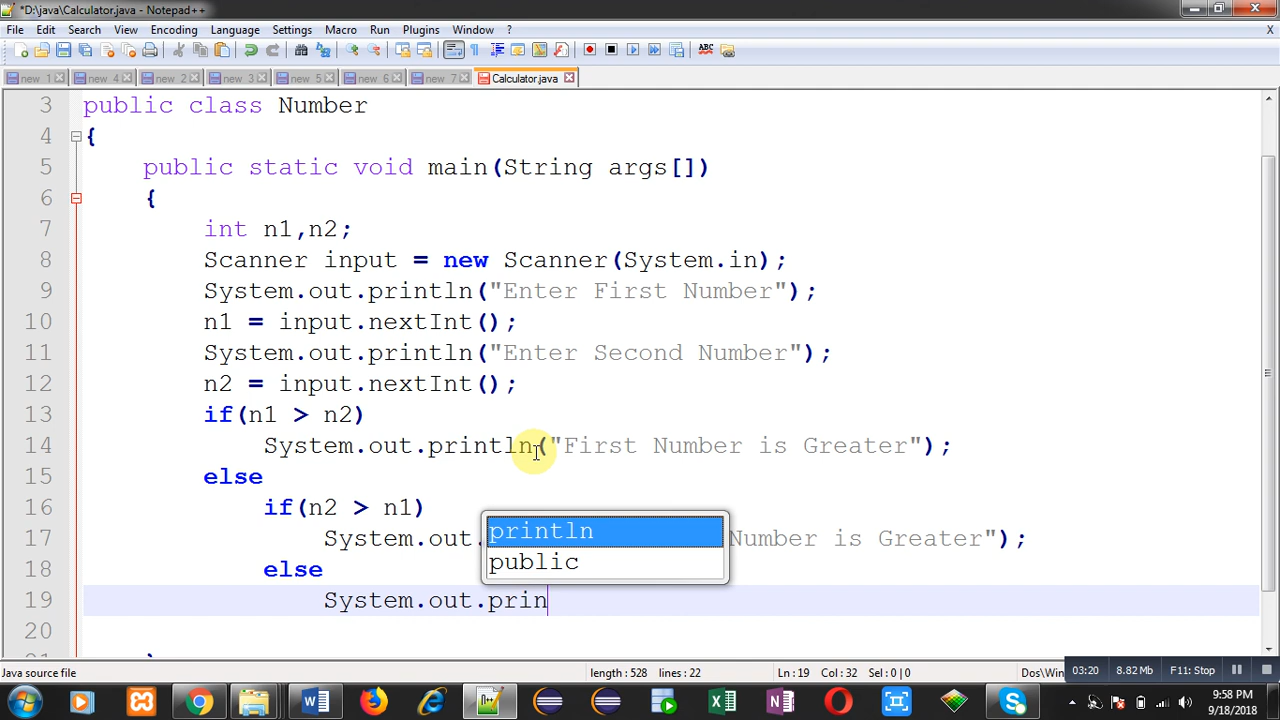 *D:\java\Calculator.java - Notepad++
File Edit Search View Encoding Language Settings Macro Run Plugins Window ? X
new 1 new 4 new 2 new 3 new 5 new 6 new 7 Calculator.java
3 public class Number
4 {
5 public static void main(String args[])
6 {
7 int n1,n2;
8 Scanner input = new Scanner(System.in);
9 System.out.println("Enter First Number");
10 n1 = input.nextInt();
11 System.out.println("Enter Second Number");
12 n2 = input.nextInt();
13 if(n1 > n2)
14 System.out.println("First Number is Greater");
15 else
16 if(n2 > n1)
17 System.out. Number is Greater");
println
public
18 else
19 System.out.prin
20
Java source file length : 528 lines : 22 Ln : 19 Col : 32 Sel : 0 | 0 Dos\Win
03:20 8.82 Mb F11: Stop
9:58 PM
9/18/2018